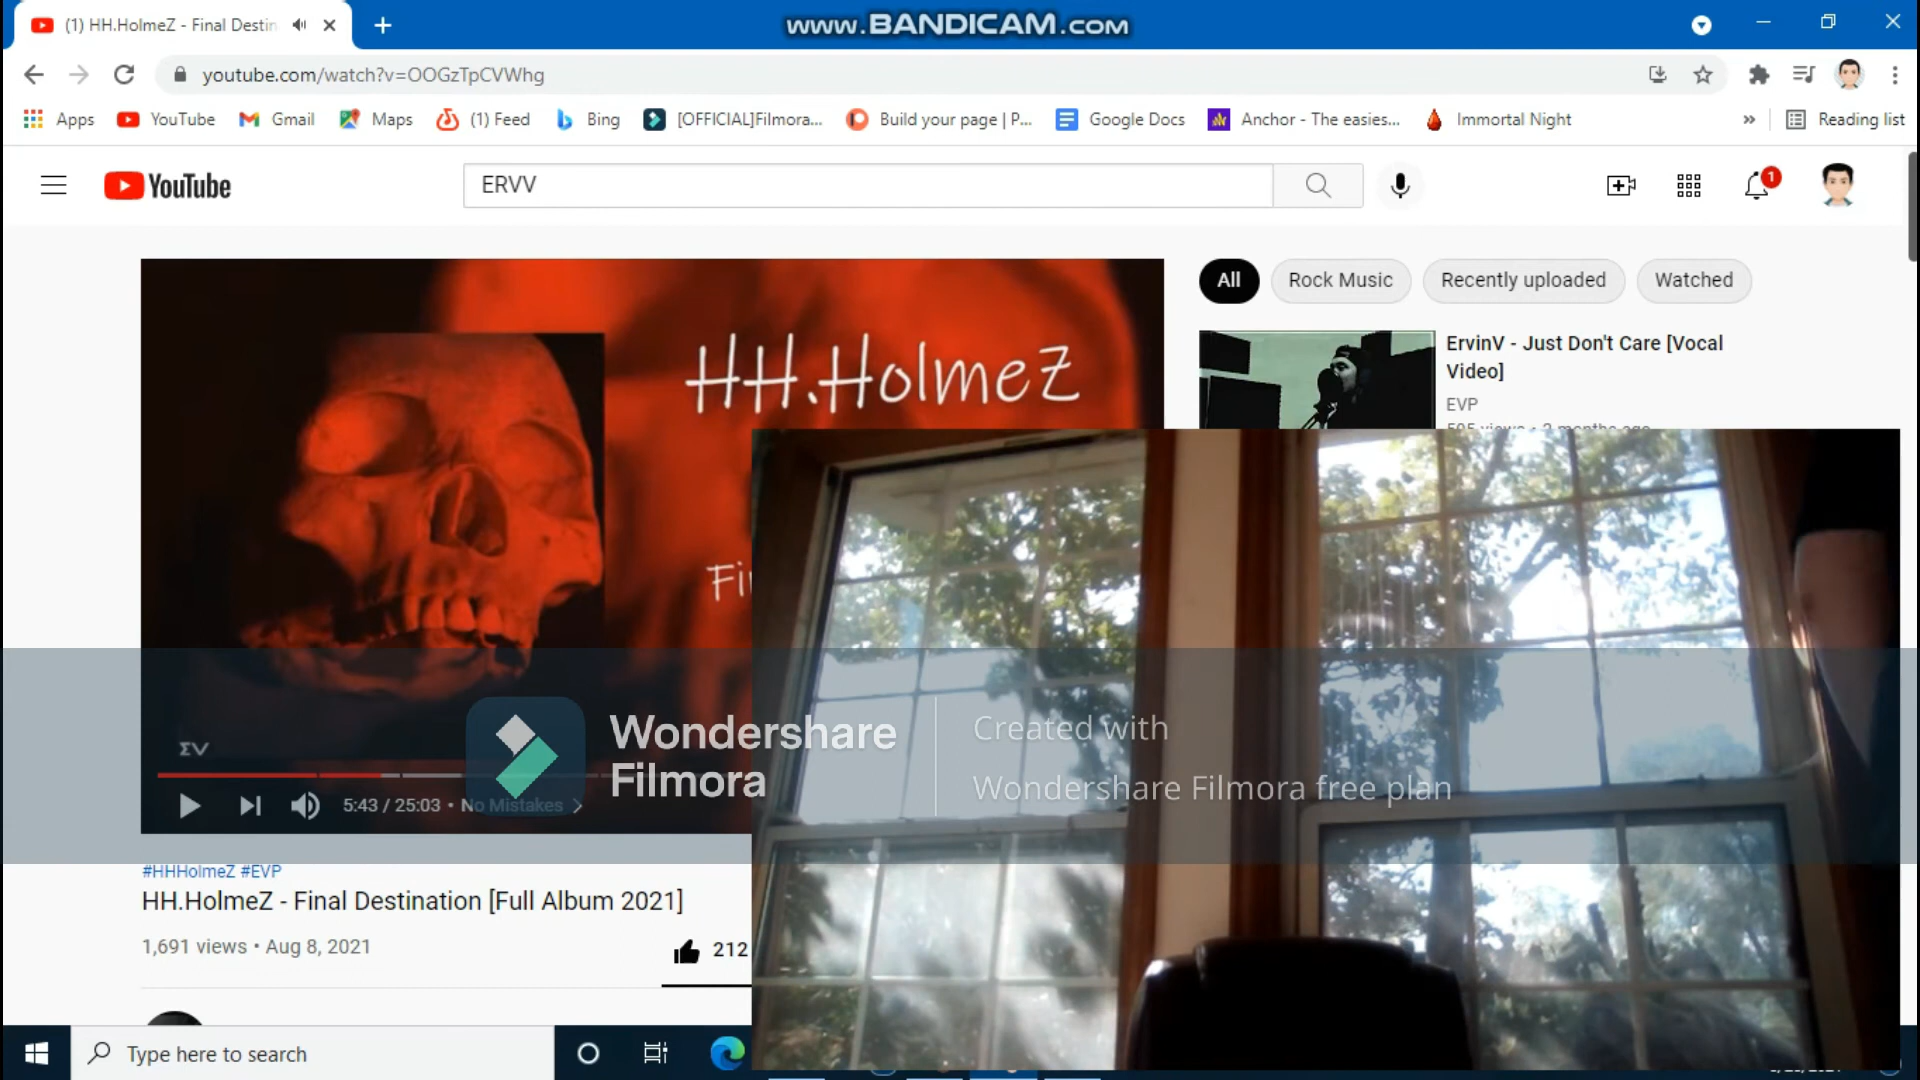 www.BANDICAM.com
(1) HH.HolmeZ - Final Destin
youtube.com/watch?v=OOGzTpCVWhg
Apps YouTube Gmail Maps (1) Feed Bing [OFFICIAL]Filmora... Build your page | P... Google Docs Anchor - The easies... Immortal Night » Reading list
YouTube
ERVV
1
All Rock Music Recently uploaded Watched
HH.HolmeZ
ErvinV - Just Don't Care [Vocal
Video]
EVP
Fi
ΣV
Wondershare
Filmora
Created with
Wondershare Filmora free plan
5:43 / 25:03 • No Mistakes >
#HHHolmeZ #EVP
HH.HolmeZ - Final Destination [Full Album 2021]
1,691 views • Aug 8, 2021
212
Type here to search